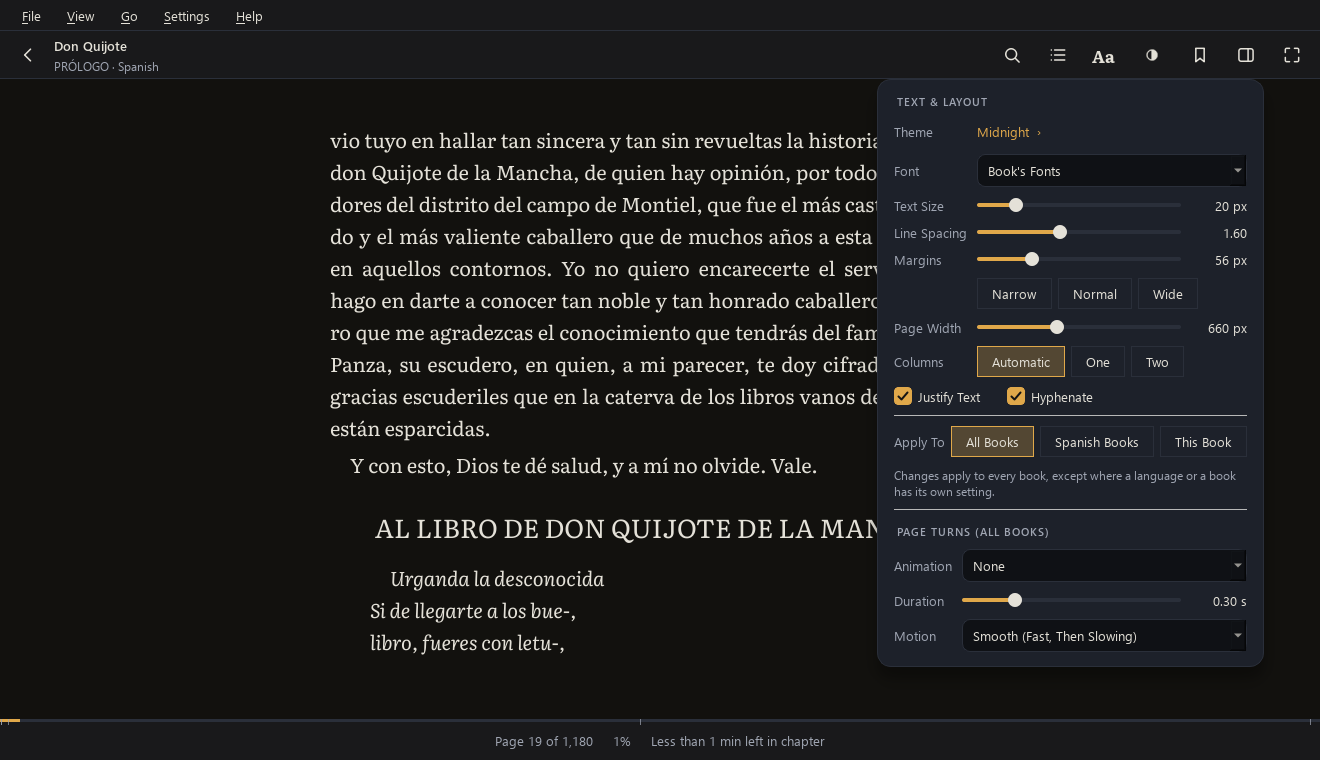 File View Go Settings Help
Don Quijote
PRÓLOGO · Spanish
Aa
vio tuyo en hallar tan sincera y tan sin revueltas la historia
don Quijote de la Mancha, de quien hay opinión, por todo
dores del distrito del campo de Montiel, que fue el más cast
do y el más valiente caballero que de muchos años a esta
en aquellos contornos. Yo no quiero encarecerte el serv
hago en darte a conocer tan noble y tan honrado caballero
ro que me agradezcas el conocimiento que tendrás del fam
Panza, su escudero, en quien, a mi parecer, te doy cifrad
gracias escuderiles que en la caterva de los libros vanos de
están esparcidas.
Y con esto, Dios te dé salud, y a mí no olvide. Vale.
AL LIBRO DE DON QUIJOTE DE LA MAN
Urganda la desconocida
Si de llegarte a los bue-,
libro, fueres con letu-,
TEXT & LAYOUT
Theme Midnight ›
Font Book's Fonts
Text Size 20 px
Line Spacing 1.60
Margins 56 px
Narrow Normal Wide
Page Width 660 px
Columns Automatic One Two
Justify Text Hyphenate
Apply To All Books Spanish Books This Book
Changes apply to every book, except where a language or a book
has its own setting.
PAGE TURNS (ALL BOOKS)
Animation None
Duration 0.30 s
Motion Smooth (Fast, Then Slowing)
Page 19 of 1,180 1% Less than 1 min left in chapter